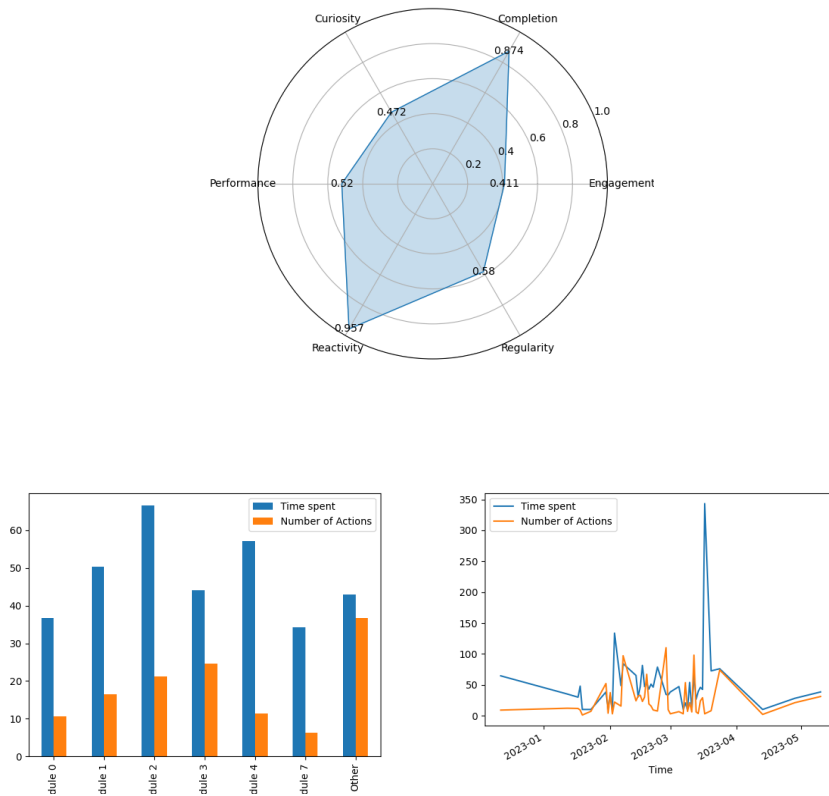 Curiosity
Completion
0.874
1.0
0.8
0.6
0.4
0.2
0.472
Performance
0.52
0.411
Engagement
0.58
0.957
Reactivity
Regularity
Time spent
Number of Actions
60
50
40
30
20
10
0
dule 0
dule 1
dule 2
dule 3
dule 4
dule 7
Other
Time spent
Number of Actions
350
300
250
200
150
100
50
0
2023-01
2023-02
2023-03
2023-04
2023-05
Time